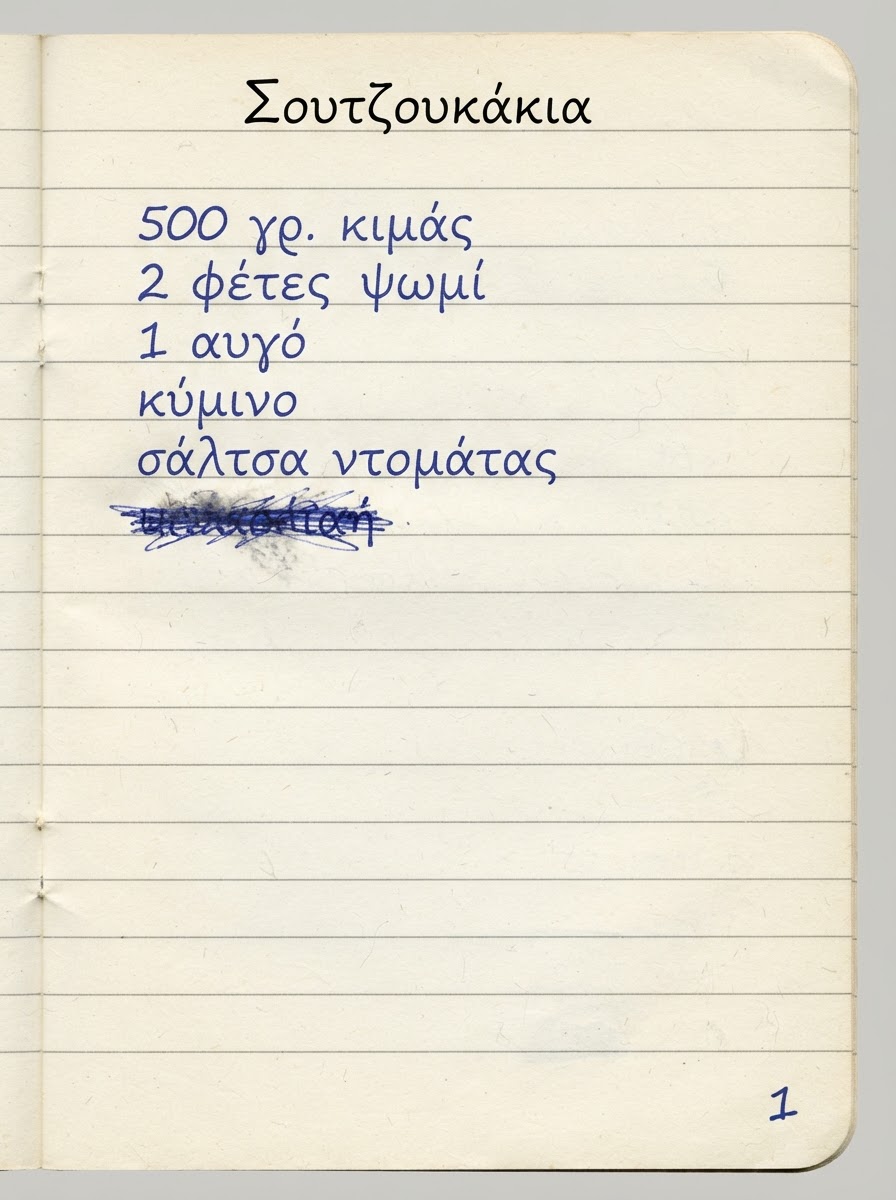 Σουτζουκάκια
500 γρ. κιμάς
2 φέτες ψωμί
1 αυγό
κύμινο
σάλτσα ντομάτας
1